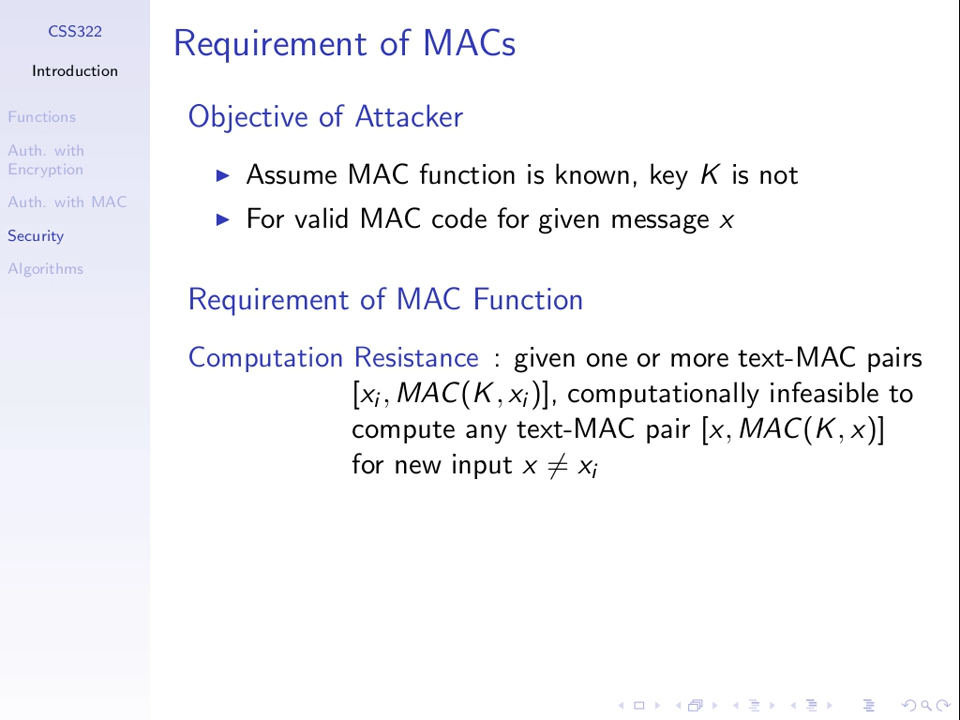 CSS322
Introduction
Functions
Auth. with
Encryption
Auth. with MAC
Security
Algorithms
Requirement of MACs
Objective of Attacker
▶ Assume MAC function is known, key K is not
▶ For valid MAC code for given message x
Requirement of MAC Function
Computation Resistance : given one or more text-MAC pairs
[xᵢ, MAC(K, xᵢ)], computationally infeasible to
compute any text-MAC pair [x, MAC(K, x)]
for new input x ≠ xᵢ